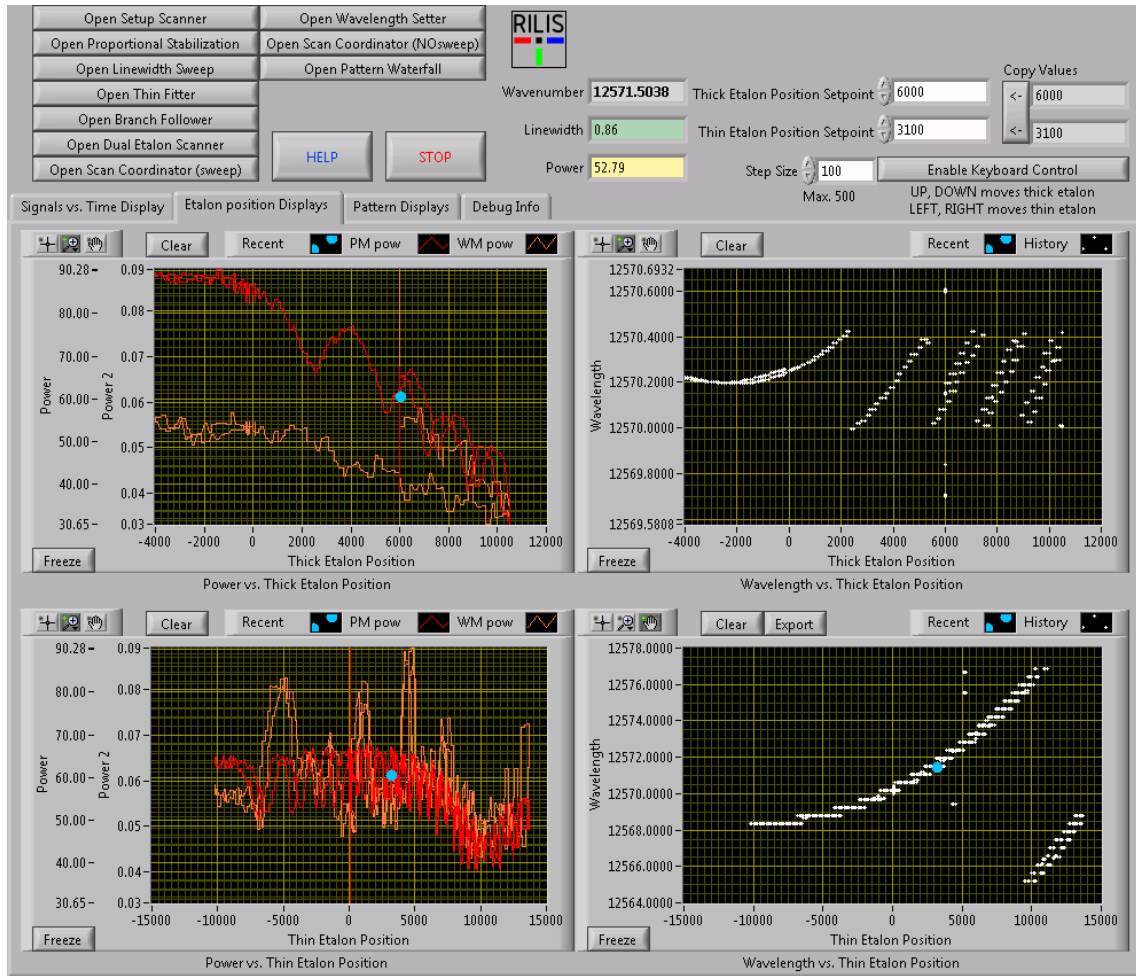 Open Setup Scanner Open Wavelength Setter RILIS
Open Proportional Stabilization Open Scan Coordinator (NOsweep)
Open Linewidth Sweep Open Pattern Waterfall
Open Thin Fitter
Open Branch Follower
Open Dual Etalon Scanner
Open Scan Coordinator (sweep)
HELP STOP
Copy Values
Wavenumber 12571.5038 Thick Etalon Position Setpoint 6000 <- 6000
Linewidth 0.86 Thin Etalon Position Setpoint 3100 <- 3100
Power 52.79 Step Size 100 Enable Keyboard Control
Max. 500 UP, DOWN moves thick etalon
LEFT, RIGHT moves thin etalon
Signals vs. Time Display Etalon position Displays Pattern Displays Debug Info
Clear Recent PM pow WM pow
90.28 0.09
80.00 0.08
70.00 0.07
60.00 0.06
50.00 0.05
40.00 0.04
30.65 0.03
Power
Power 2
-4000 -2000 0 2000 4000 6000 8000 10000 12000
Freeze Thick Etalon Position
Power vs. Thick Etalon Position
Clear Recent History
12570.6932
12570.6000
12570.4000
12570.2000
12570.0000
12569.8000
12569.5808
Wavelength
-4000 -2000 0 2000 4000 6000 8000 10000 12000
Freeze Thick Etalon Position
Wavelength vs. Thick Etalon Position
Clear Recent PM pow WM pow
90.28 0.09
80.00 0.08
70.00 0.07
60.00 0.06
50.00 0.05
40.00 0.04
30.65 0.03
Power
Power 2
-15000 -10000 -5000 0 5000 10000 15000
Freeze Thin Etalon Position
Power vs. Thin Etalon Position
Clear Export Recent History
12578.0000
12576.0000
12574.0000
12572.0000
12570.0000
12568.0000
12566.0000
12564.0000
Wavelength
-15000 -10000 -5000 0 5000 10000 15000
Freeze Thin Etalon Position
Wavelength vs. Thin Etalon Position